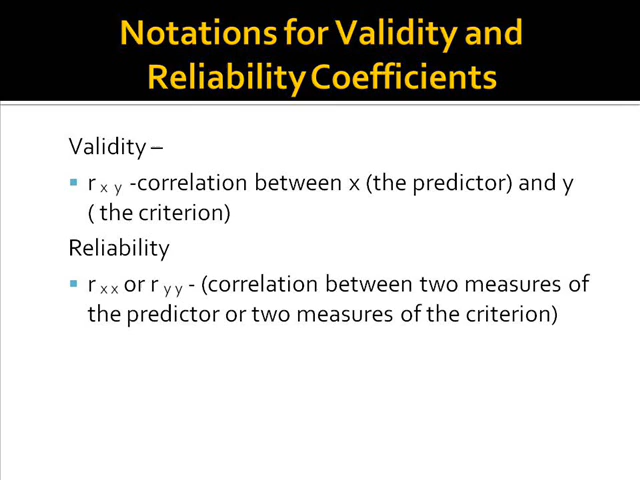 Notations for Validity and
Reliability Coefficients
Validity –
▪ r x y -correlation between x (the predictor) and y
( the criterion)
Reliability
▪ r x x or r y y - (correlation between two measures of
the predictor or two measures of the criterion)